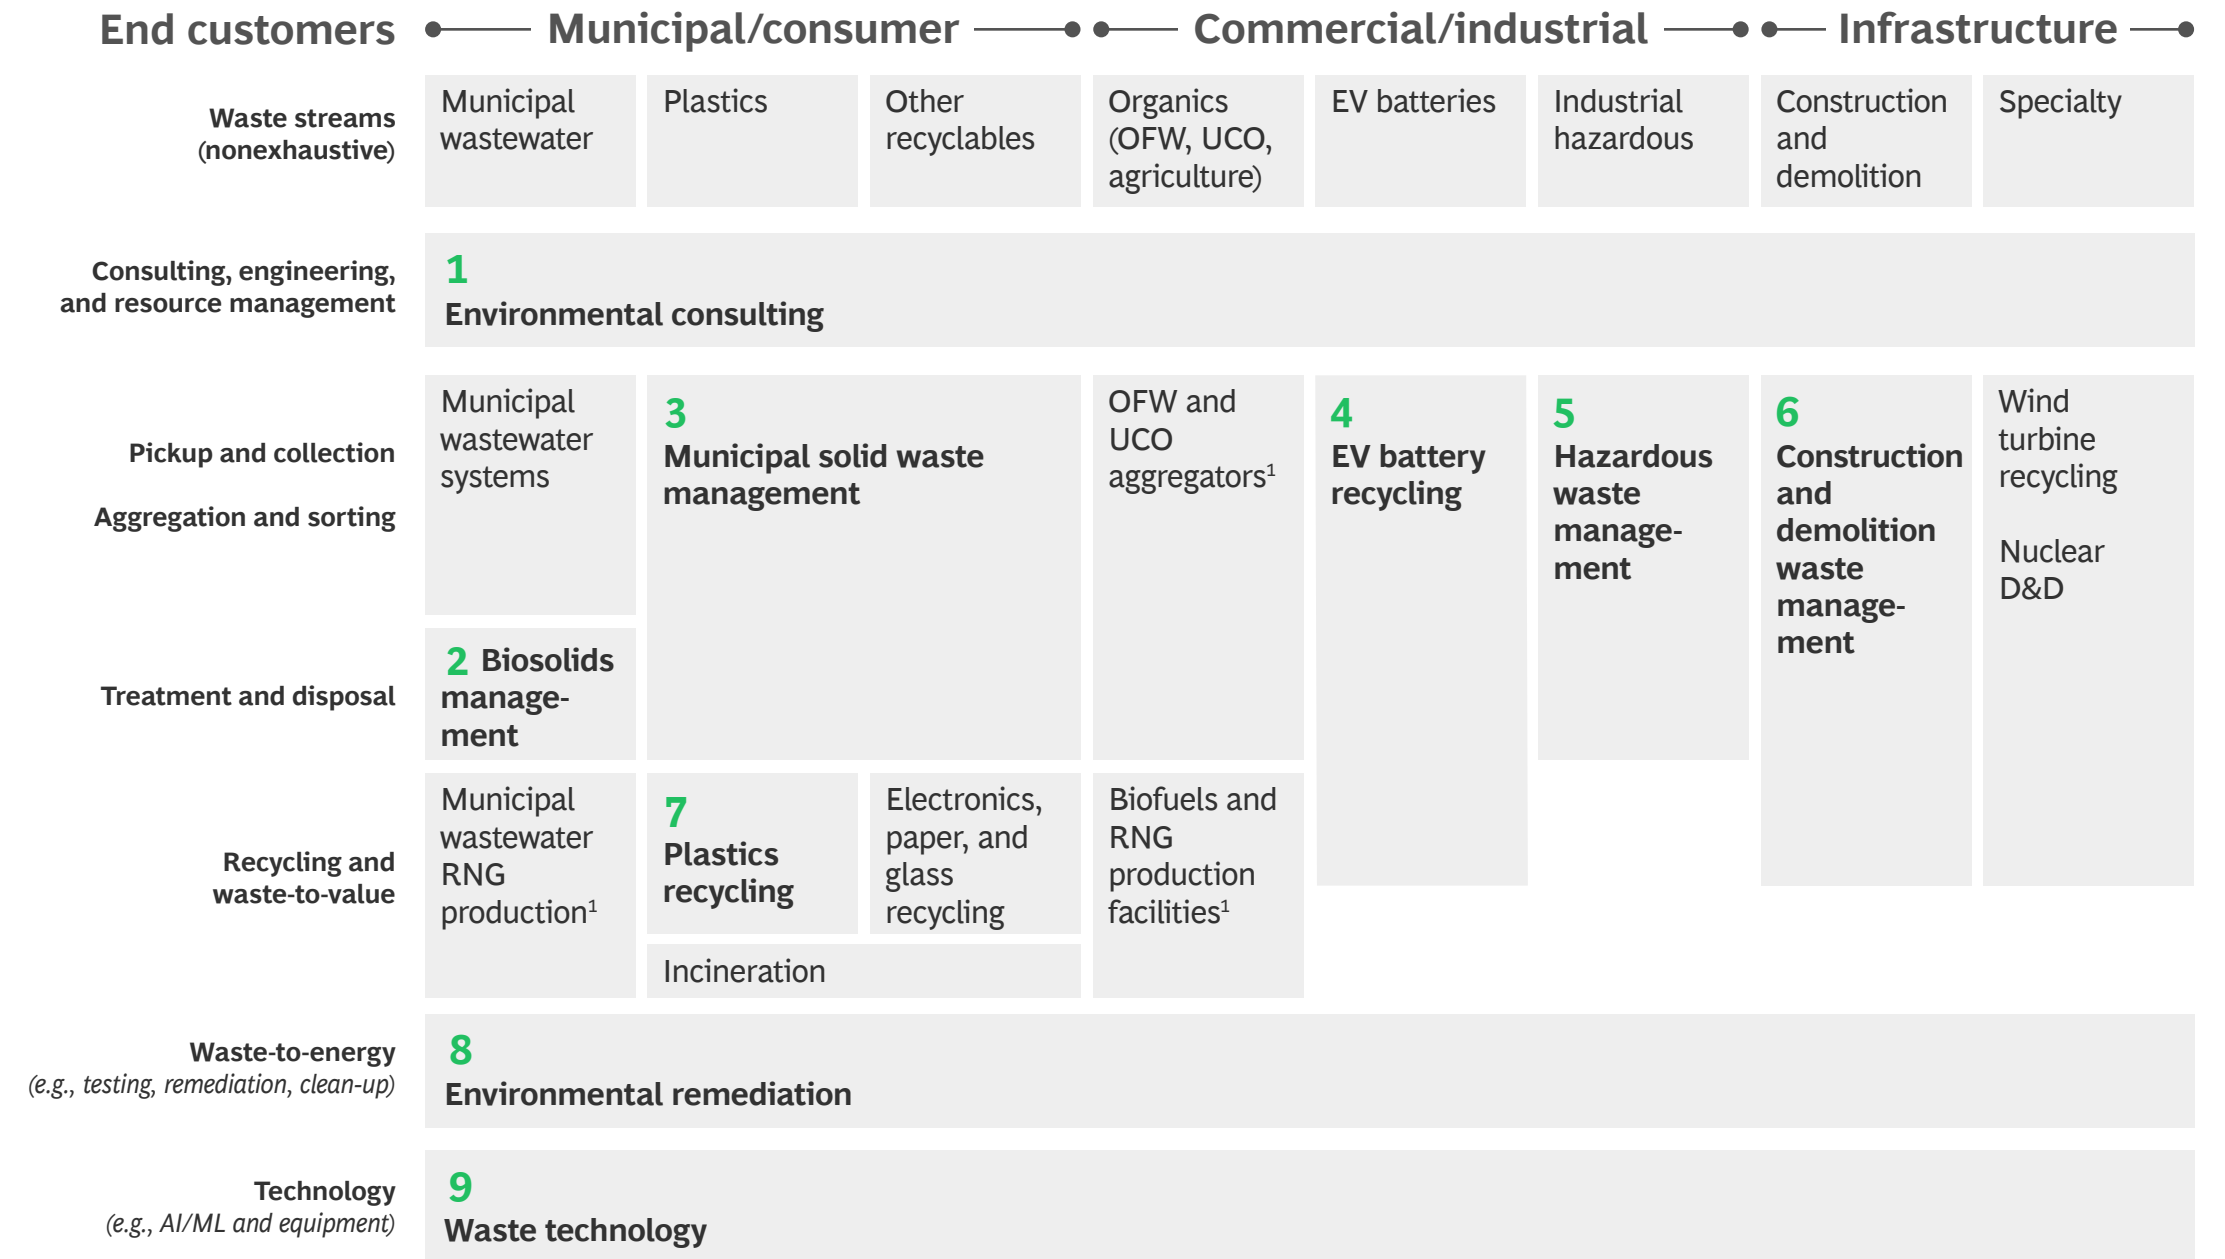 End customers
Municipal/consumer
Commercial/industrial
Infrastructure
Waste streams
(nonexhaustive)
Municipal
wastewater
Plastics
Other
recyclables
Organics
(OFW, UCO,
agriculture)
EV batteries
Industrial
hazardous
Construction
and
demolition
Specialty
Consulting, engineering,
and resource management
1
Environmental consulting
Pickup and collection
Aggregation and sorting
Treatment and disposal
Municipal
wastewater
systems
2 Biosolids
manage-
ment
3
Municipal solid waste
management
OFW and
UCO
aggregators¹
4
EV battery
recycling
5
Hazardous
waste
manage-
ment
6
Construction
and
demolition
waste
manage-
ment
Wind
turbine
recycling
Nuclear
D&D
Recycling and
waste-to-value
Municipal
wastewater
RNG
production¹
7
Plastics
recycling
Electronics,
paper, and
glass
recycling
Incineration
Biofuels and
RNG
production
facilities¹
Waste-to-energy
(e.g., testing, remediation, clean-up)
8
Environmental remediation
Technology
(e.g., AI/ML and equipment)
9
Waste technology